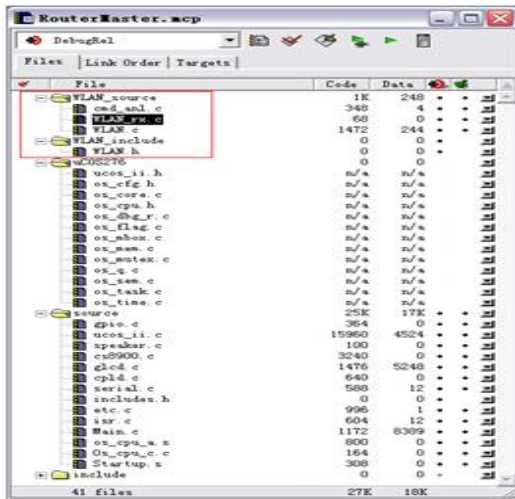 RouterMaster.mcp
DebugRel
Files Link Order Targets
File Code Data
WLAN_source 1K 248
cmd_anl.c 348 4
WLAN_rx.c 68 0
WLAN.c 1472 244
WLAN_include 0 0
WLAN.h 0 0
uCOS276 0 0
ucos_ii.h n/a n/a
os_cfg.h n/a n/a
os_core.c n/a n/a
os_cpu.h n/a n/a
os_dbg_r.c n/a n/a
os_flag.c n/a n/a
os_mbox.c n/a n/a
os_mem.c n/a n/a
os_mutex.c n/a n/a
os_q.c n/a n/a
os_sem.c n/a n/a
os_task.c n/a n/a
os_time.c n/a n/a
source 25K 17K
gpio.c 364 0
ucos_ii.c 15960 4524
speaker.c 100 0
cs8900.c 3240 0
glcd.c 1476 5248
cpld.c 640 0
serial.c 588 12
includes.h 0 0
etc.c 996 1
isr.c 604 12
Main.c 1172 8389
os_cpu_a.s 800 0
Os_cpu_c.c 164 0
Startup.s 308 0
include 0 0
41 files 27K 18K